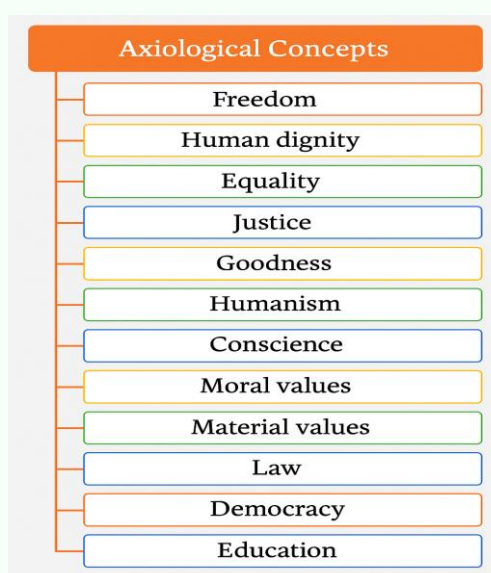 Axiological Concepts
Freedom
Human dignity
Equality
Justice
Goodness
Humanism
Conscience
Moral values
Material values
Law
Democracy
Education